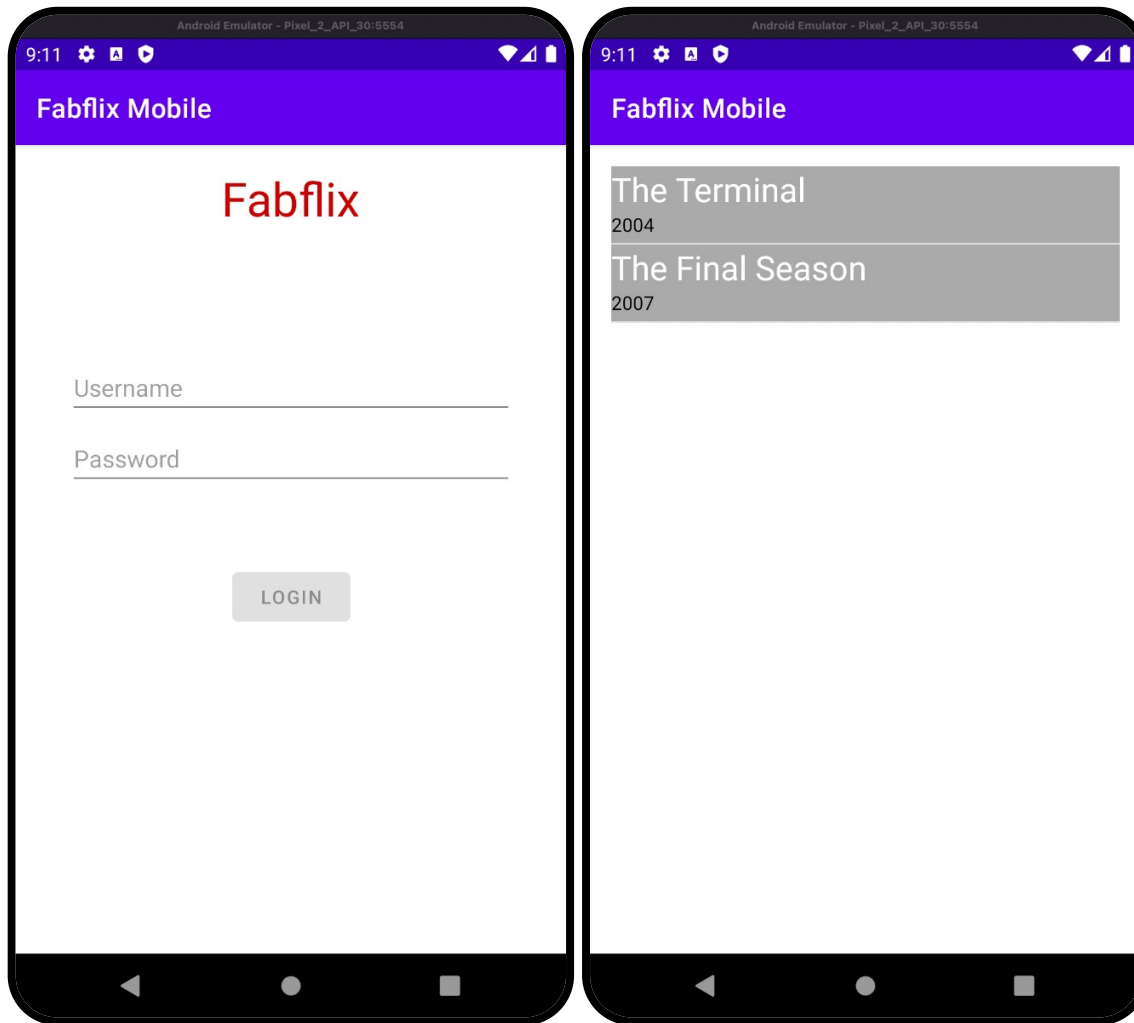 Android Emulator - Pixel_2_API_30:5554
9:11
Fabflix Mobile
Fabflix
Username
Password
LOGIN
Android Emulator - Pixel_2_API_30:5554
9:11
Fabflix Mobile
The Terminal
2004
The Final Season
2007